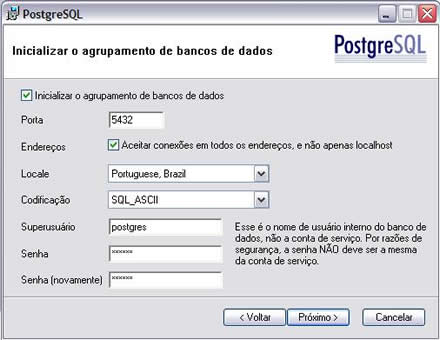 PostgreSQL
Inicializar o agrupamento de bancos de dados
PostgreSQL
Inicializar o agrupamento de bancos de dados
Porta
5432
Endereços
Aceitar conexões em todos os endereços, e não apenas localhost
Locale
Portuguese, Brazil
Codificação
SQL_ASCII
Superusuário
postgres
Esse é o nome de usuário interno do banco de
dados, não a conta de serviço. Por razões de
segurança, a senha NÃO deve ser a mesma
da conta de serviço.
Senha
******
Senha (novamente)
******
< Voltar
Próximo >
Cancelar